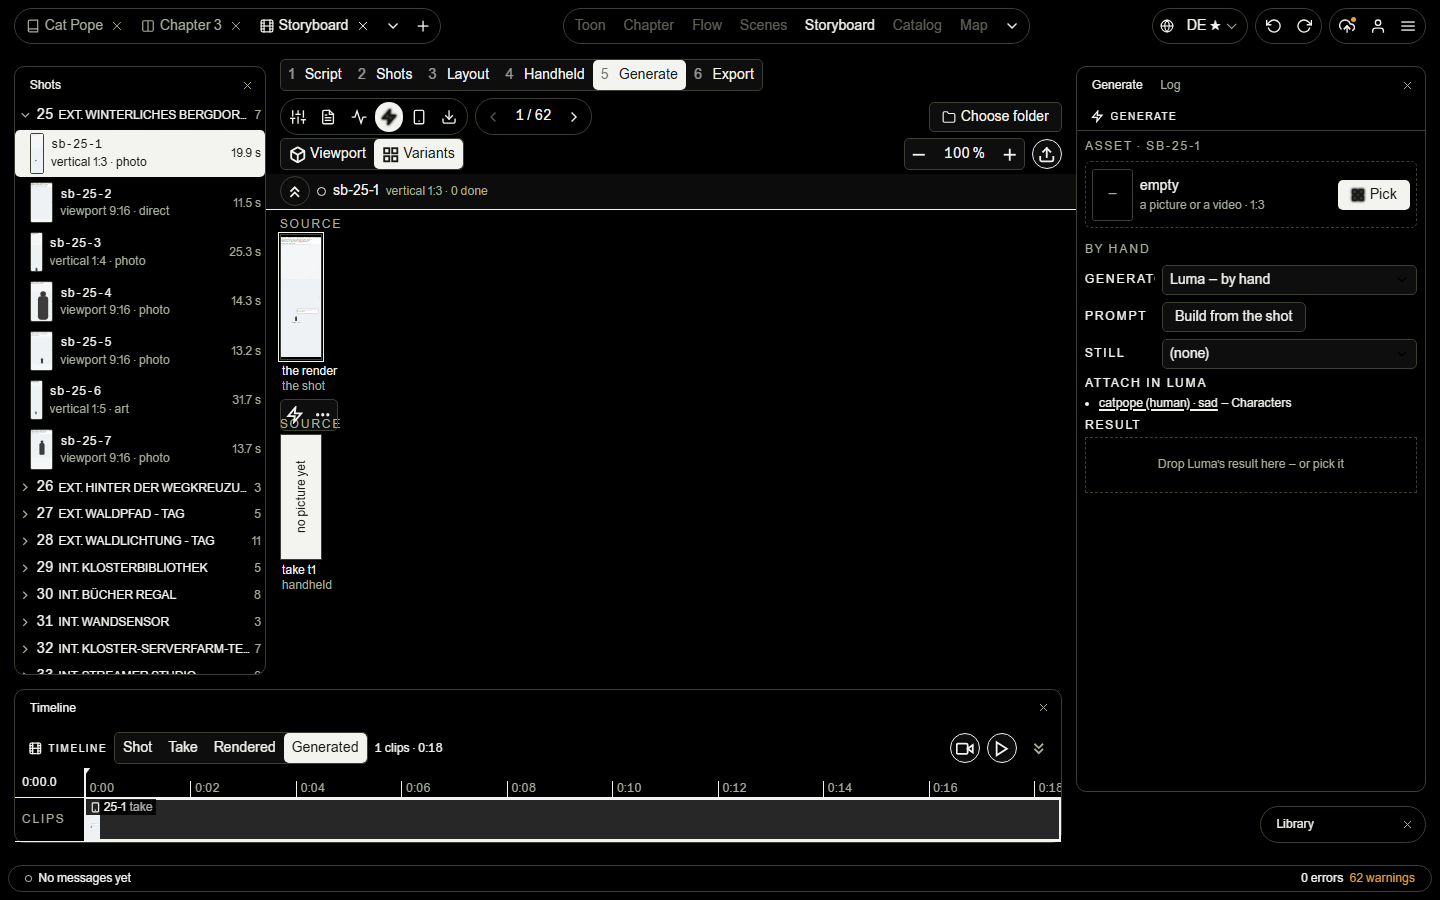 Cat Pope
Chapter 3
Storyboard
Toon
Chapter
Flow
Scenes
Storyboard
Catalog
Map
DE ★
Shots
25 EXT. WINTERLICHES BERGDOR... 7
sb-25-1
vertical 1:3 · photo
19.9 s
sb-25-2
viewport 9:16 · direct
11.5 s
sb-25-3
vertical 1:4 · photo
25.3 s
sb-25-4
viewport 9:16 · photo
14.3 s
sb-25-5
viewport 9:16 · photo
13.2 s
sb-25-6
vertical 1:5 · art
31.7 s
sb-25-7
viewport 9:16 · photo
13.7 s
26 EXT. HINTER DER WEGKREUZU... 3
27 EXT. WALDPFAD - TAG 5
28 EXT. WALDLICHTUNG - TAG 11
29 INT. KLOSTERBIBLIOTHEK 5
30 INT. BÜCHER REGAL 8
31 INT. WANDSENSOR 3
32 INT. KLOSTER-SERVERFARM-TE... 7
33 INT. STREAMER STUDIO 6
1 Script
2 Shots
3 Layout
4 Handheld
5 Generate
6 Export
1 / 62
Choose folder
Viewport
Variants
100 %
sb-25-1 vertical 1:3 · 0 done
SOURCE
the render
the shot
SOURCE
no picture yet
take t1
handheld
Generate
Log
GENERATE
ASSET · SB-25-1
–
empty
a picture or a video · 1:3
Pick
BY HAND
GENERAT
Luma – by hand
PROMPT
Build from the shot
STILL
(none)
ATTACH IN LUMA
• catpope (human) · sad – Characters
RESULT
Drop Luma's result here – or pick it
Timeline
TIMELINE
Shot
Take
Rendered
Generated
1 clips · 0:18
0:00.0
0:00
0:02
0:04
0:06
0:08
0:10
0:12
0:14
0:16
0:18
CLIPS
25-1 take
Library
No messages yet
0 errors
62 warnings